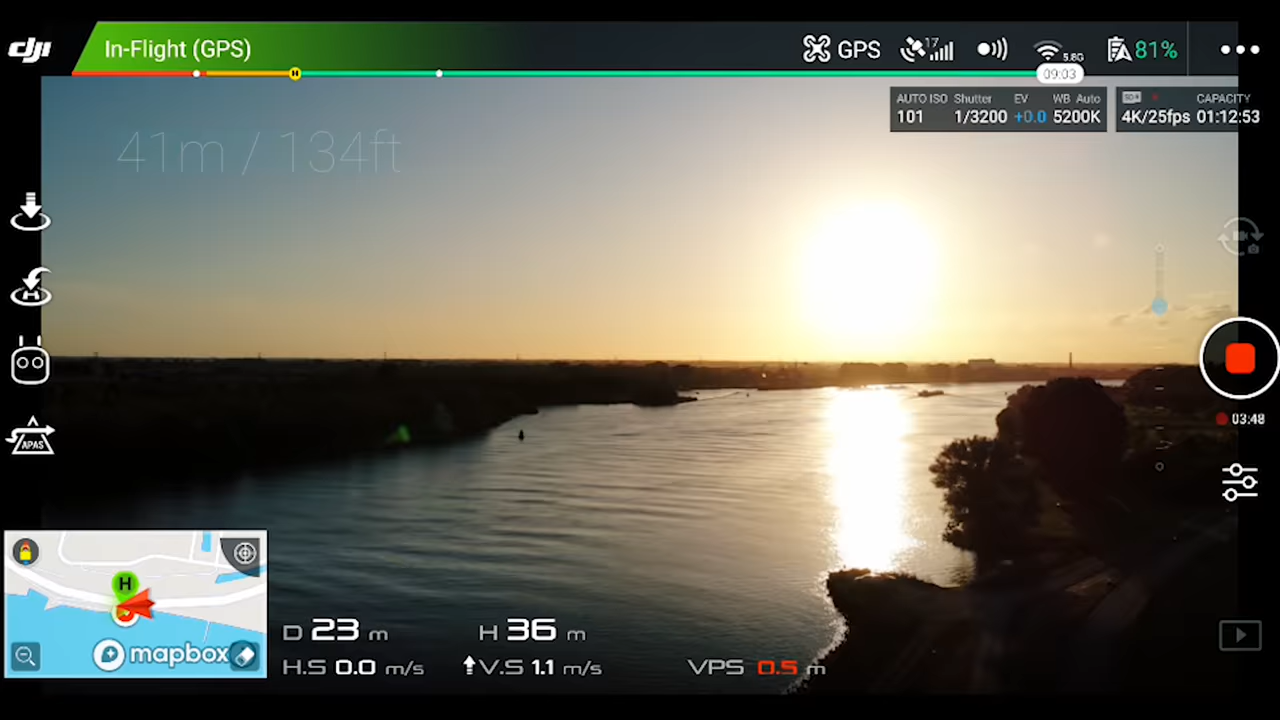 dji In-Flight (GPS) GPS 17 5.8G 81%
09:03
AUTO ISO Shutter EV WB Auto CAPACITY
101 1/3200 +0.0 5200K 4K/25fps 01:12:53
41m / 134ft
H
APAS
03:48
H
mapbox
D 23 m H 36 m
H.S 0.0 m/s V.S 1.1 m/s VPS 0.5 m